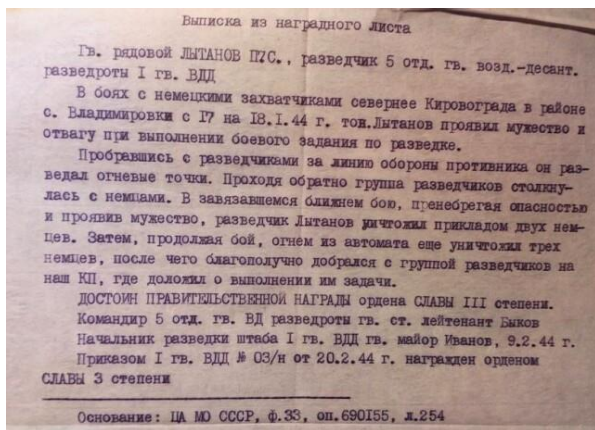 Выписка из наградного листа
Гв. рядовой ЛЫТАНОВ П7С., разведчик 5 отд. гв. возд.-десант.
разведроты I гв. ВДД
В боях с немецкими захватчиками севернее Кировограда в районе
с. Владимировки с I7 на I8.I.44 г. тов.Лытанов проявил мужество и
отвагу при выполнении боевого задания по разведке.
Пробравшись с разведчиками за линию обороны противника он раз-
ведал огневые точки. Проходя обратно группа разведчиков столкну-
лась с немцами. В завязавшемся ближнем бою, пренебрегая опасностью
и проявив мужество, разведчик Лытанов уничтожил прикладом двух нем-
цев. Затем, продолжая бой, огнем из автомата еще уничтожил трех
немцев, после чего благополучно добрался с группой разведчиков на
наш КП, где доложил о выполнении им задачи.
ДОСТОИН ПРАВИТЕЛЬСТВЕННОЙ НАГРАДЫ ордена СЛАВЫ III степени.
Командир 5 отд. гв. ВД разведроты гв. ст. лейтенант Быков
Начальник разведки штаба I гв. ВДД гв. майор Иванов, 9.2.44 г.
Приказом I гв. ВДД № 03/н от 20.2.44 г. награжден орденом
СЛАВЫ 3 степени
Основание: ЦА МО СССР, ф.33, оп.690I55, л.254